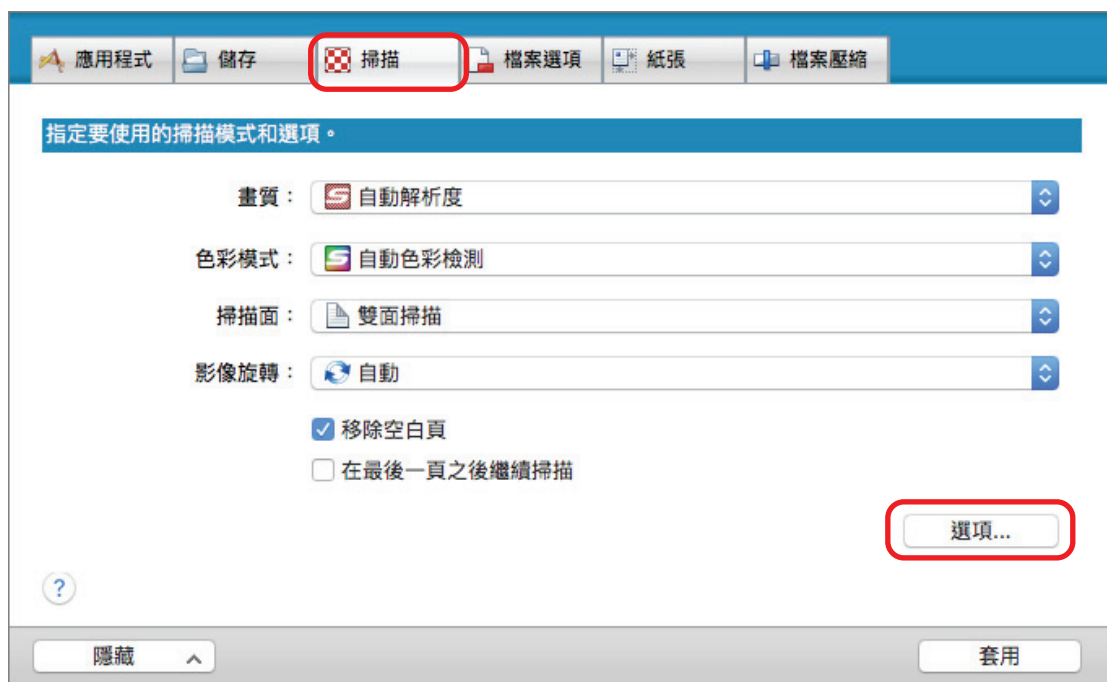 應用程式 儲存 掃描 檔案選項 紙張 檔案壓縮
指定要使用的掃描模式和選項。
畫質： 自動解析度
色彩模式： 自動色彩檢測
掃描面： 雙面掃描
影像旋轉： 自動
移除空白頁
在最後一頁之後繼續掃描
選項...
?
隱藏 套用